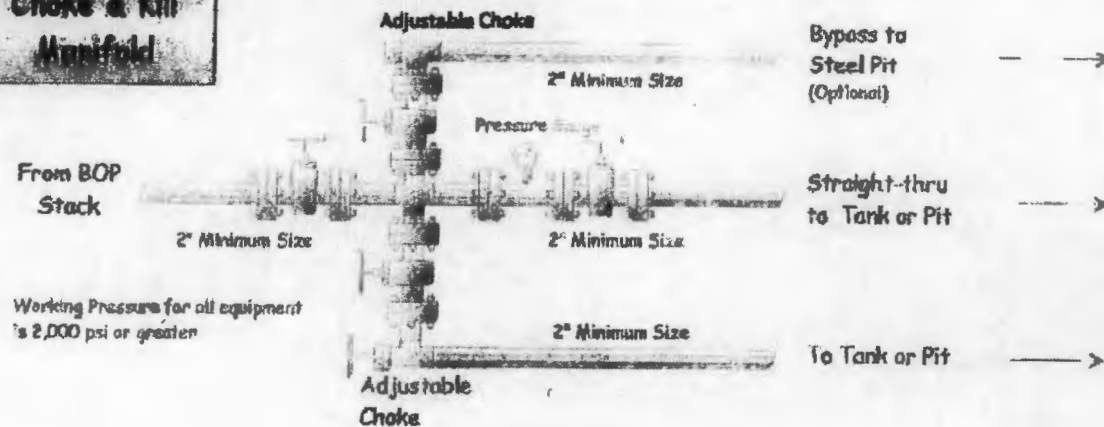 Choke & Kill
Manifold
Adjustable Choke
2" Minimum Size
Bypass to
Steel Pit
(Optional)
Pressure Gauge
From BOP
Stack
2" Minimum Size
2" Minimum Size
Straight-thru
to Tank or Pit
Working Pressure for all equipment
is 2,000 psi or greater
2" Minimum Size
To Tank or Pit
Adjustable
Choke